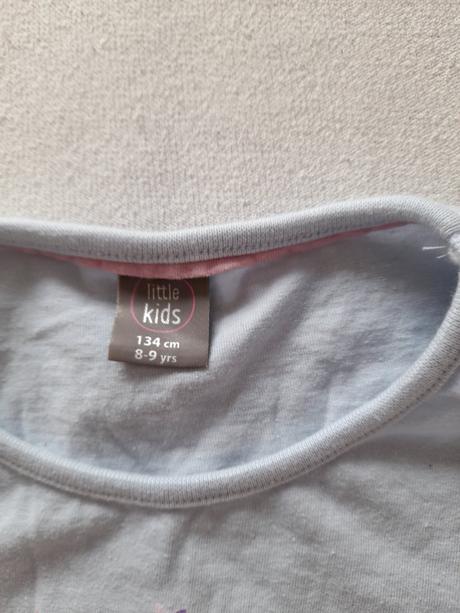 little
kids
134 cm
8-9 yrs